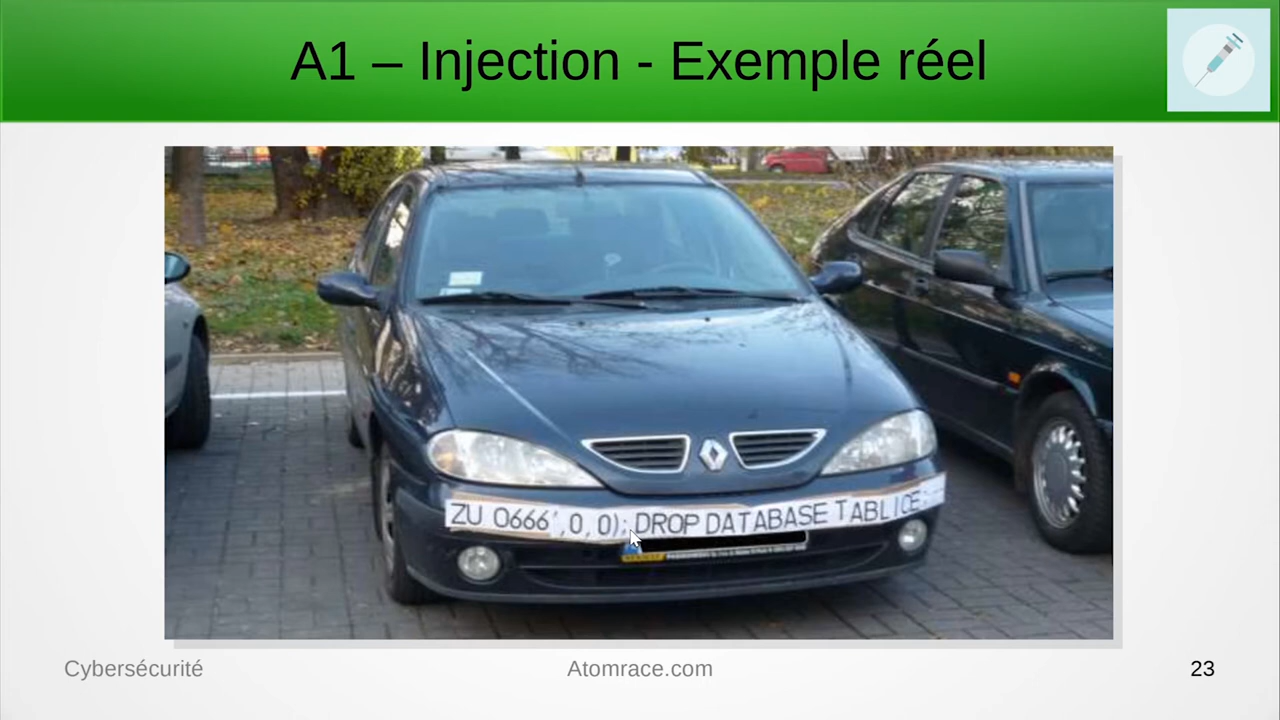 A1 – Injection - Exemple réel
ZU 0666',0,0); DROP DATABASE TABLICE;
Cybersécurité
Atomrace.com
23